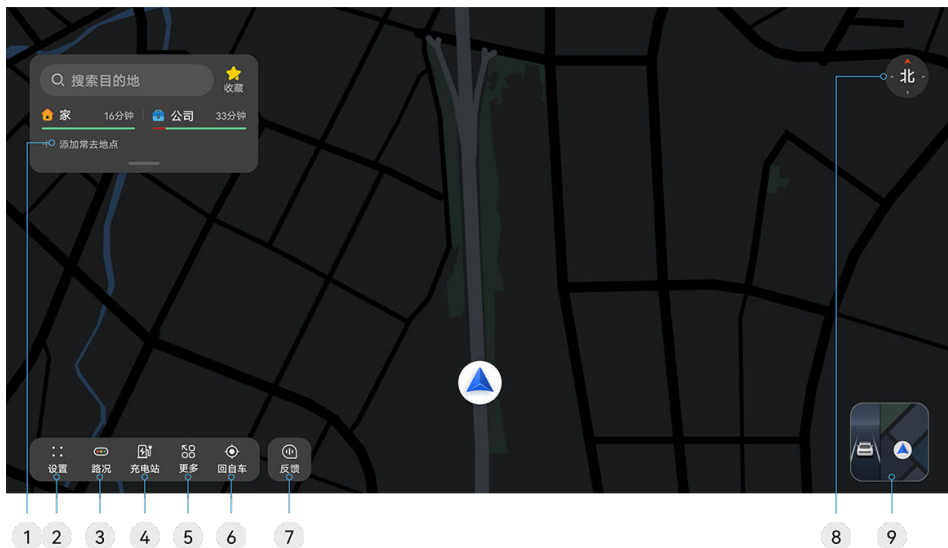 搜索目的地
收藏
家 16分钟 公司 33分钟
添加常去地点
北
设置 路况 充电站 更多 回自车 反馈
1 2 3 4 5 6 7 8 9